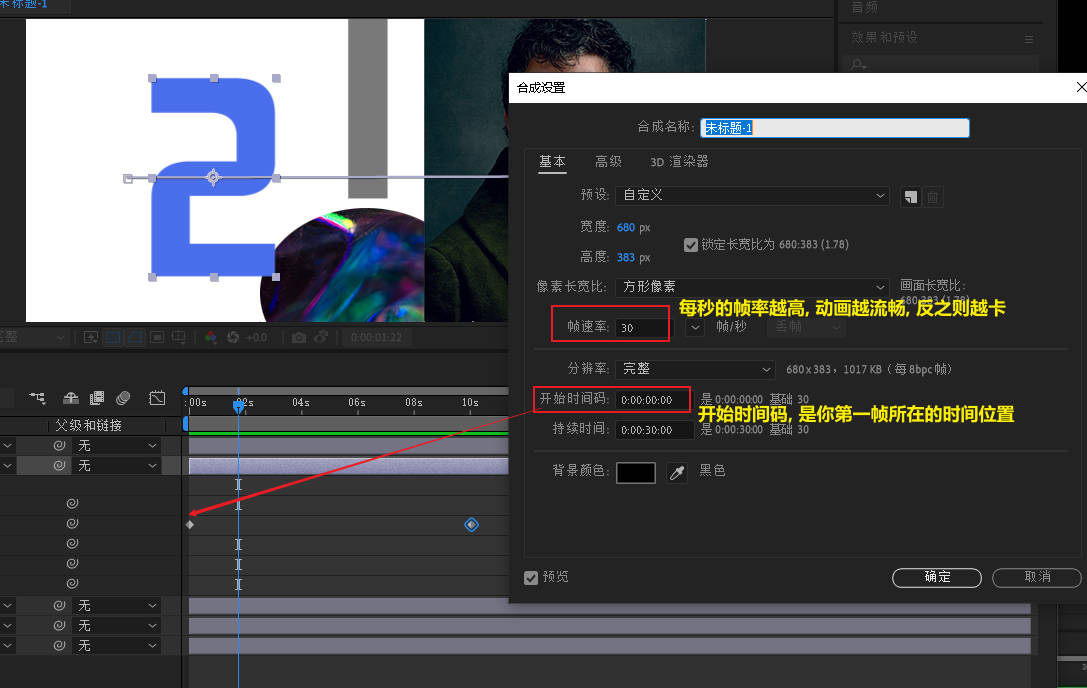 未标题-1
音频
效果和预设
合成设置
合成名称: 未标题-1
基本 高级 3D 渲染器
预设: 自定义
宽度: 680 px
锁定长宽比为 680:383 (1.78)
高度: 383 px
像素长宽比: 方形像素 画面长宽比:
680:383 (1.78)
每秒的帧率越高, 动画越流畅, 反之则越卡
帧速率: 30 帧/秒 丢帧
完整 +0.0 0:00:01:22
分辨率: 完整 680 x 383，1017 KB（每 8bpc 帧）
:00s 02s 04s 06s 08s 10s
开始时间码: 0:00:00:00 是 0:00:00:00 基础 30
开始时间码, 是你第一帧所在的时间位置
持续时间: 0:00:30:00 是 0:00:30:00 基础 30
父级和链接
无
无
背景颜色: 黑色
预览 确定 取消
无
无
无